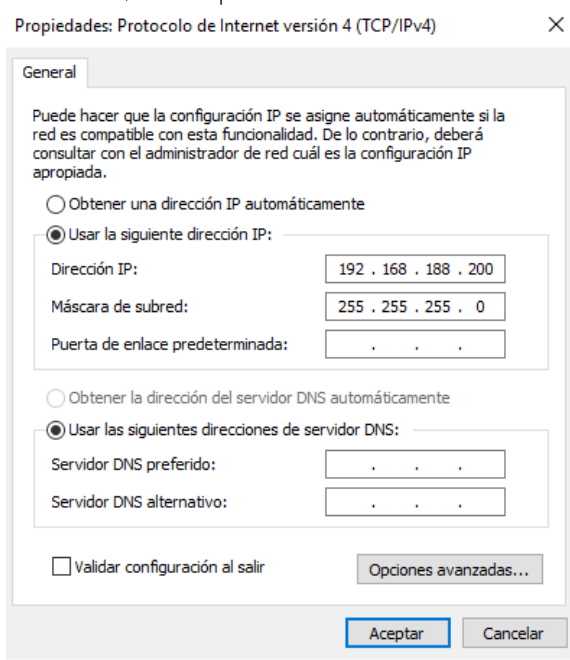 Propiedades: Protocolo de Internet versión 4 (TCP/IPv4)
General
Puede hacer que la configuración IP se asigne automáticamente si la
red es compatible con esta funcionalidad. De lo contrario, deberá
consultar con el administrador de red cuál es la configuración IP
apropiada.
Obtener una dirección IP automáticamente
Usar la siguiente dirección IP:
Dirección IP: 192 . 168 . 188 . 200
Máscara de subred: 255 . 255 . 255 . 0
Puerta de enlace predeterminada: . . .
Obtener la dirección del servidor DNS automáticamente
Usar las siguientes direcciones de servidor DNS:
Servidor DNS preferido: . . .
Servidor DNS alternativo: . . .
Validar configuración al salir
Opciones avanzadas...
Aceptar Cancelar